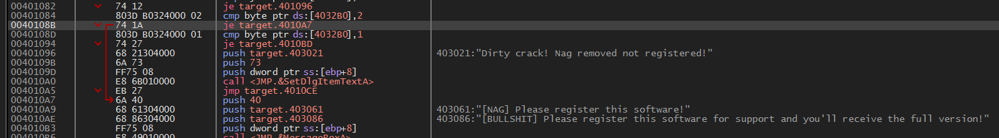 00401082 74 12 je target.401096
00401084 803D B0324000 02 cmp byte ptr ds:[4032B0],2
0040108B 74 1A je target.4010A7
0040108D 803D B0324000 01 cmp byte ptr ds:[4032B0],1
00401094 74 27 je target.4010BD
00401096 68 21304000 push target.403021 403021:"Dirty crack! Nag removed not registered!"
0040109B 6A 73 push 73
0040109D FF75 08 push dword ptr ss:[ebp+8]
004010A0 E8 6B010000 call <JMP.&SetDlgItemTextA>
004010A5 EB 27 jmp target.4010CE
004010A7 6A 40 push 40
004010A9 68 61304000 push target.403061 403061:"[NAG] Please register this software!"
004010AE 68 86304000 push target.403086 403086:"[BULLSHIT] Please register this software for support and you'll receive the full version!"
004010B3 FF75 08 push dword ptr ss:[ebp+8]
004010B6 E8 49010000 call <JMP.&MessageBoxA>